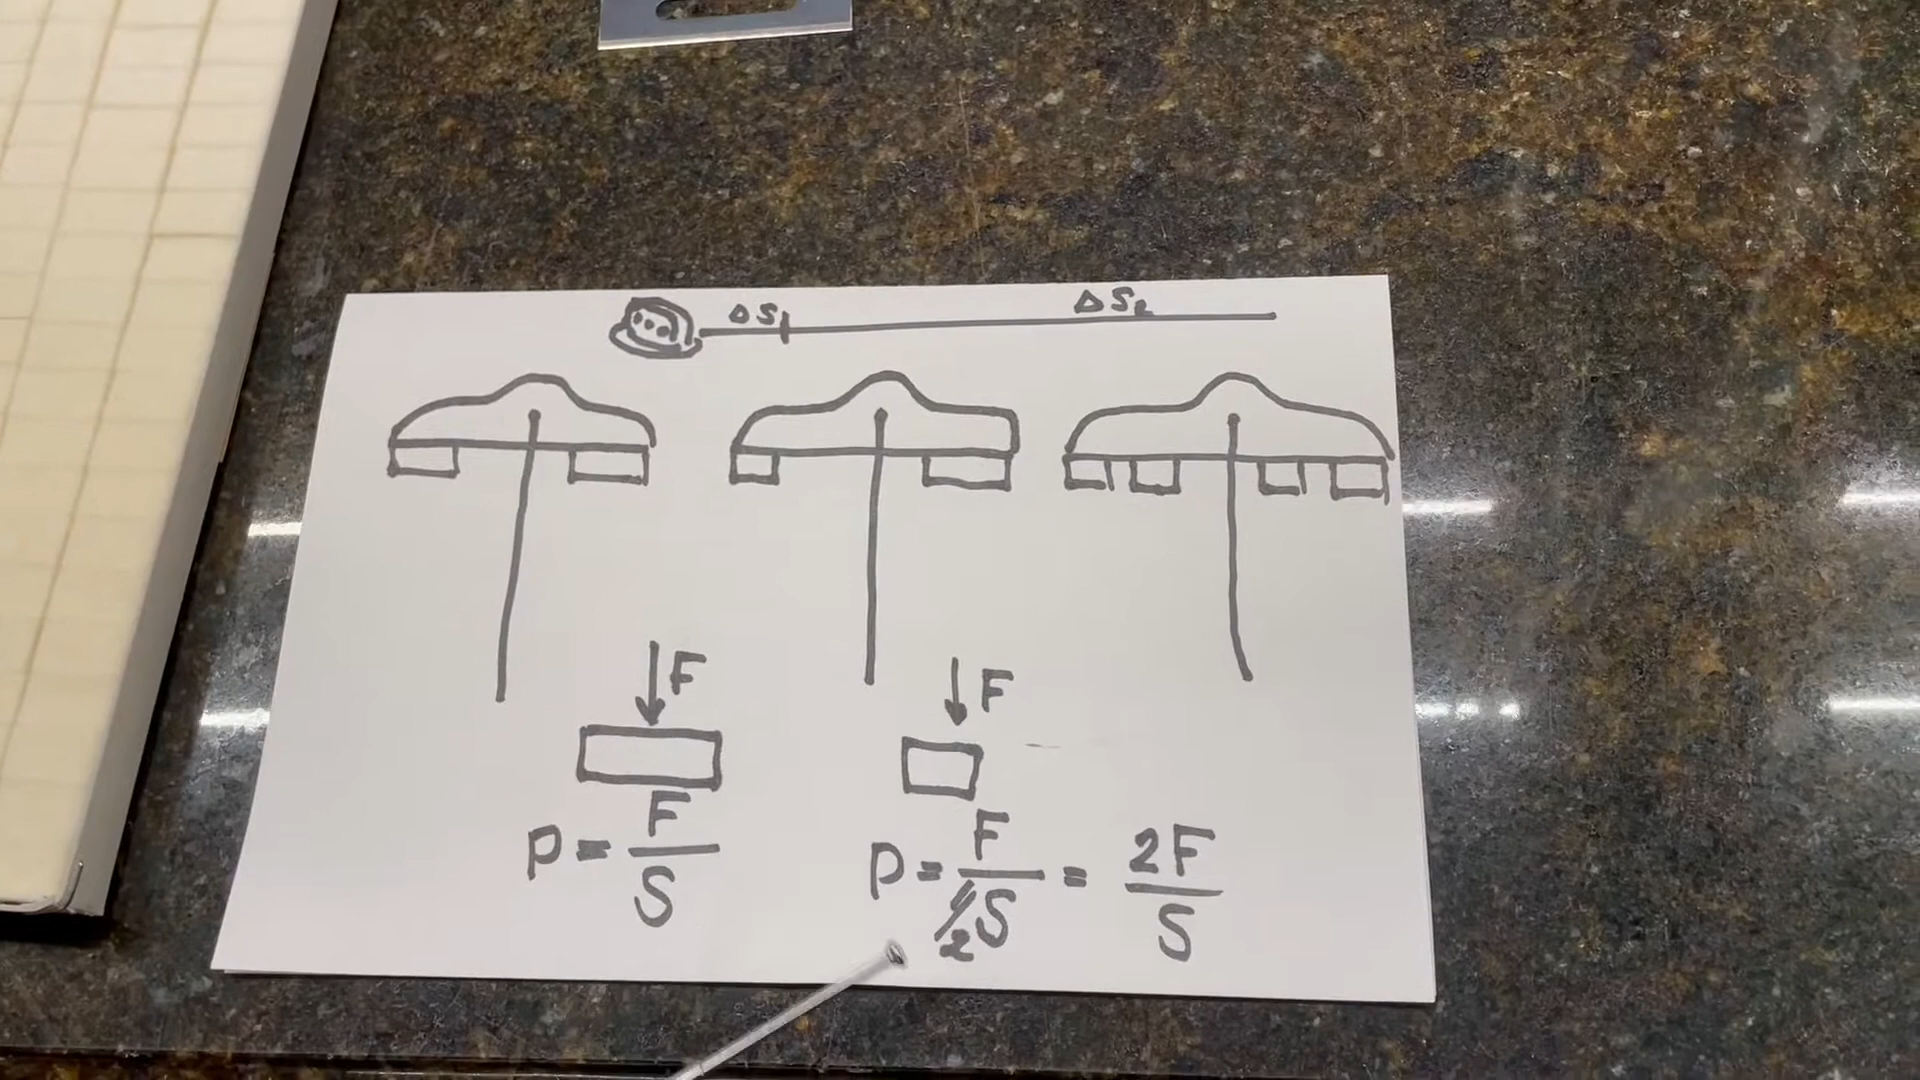 ΔS₁ ΔS₂
F F
P = F/S P = F/½S = 2F/S